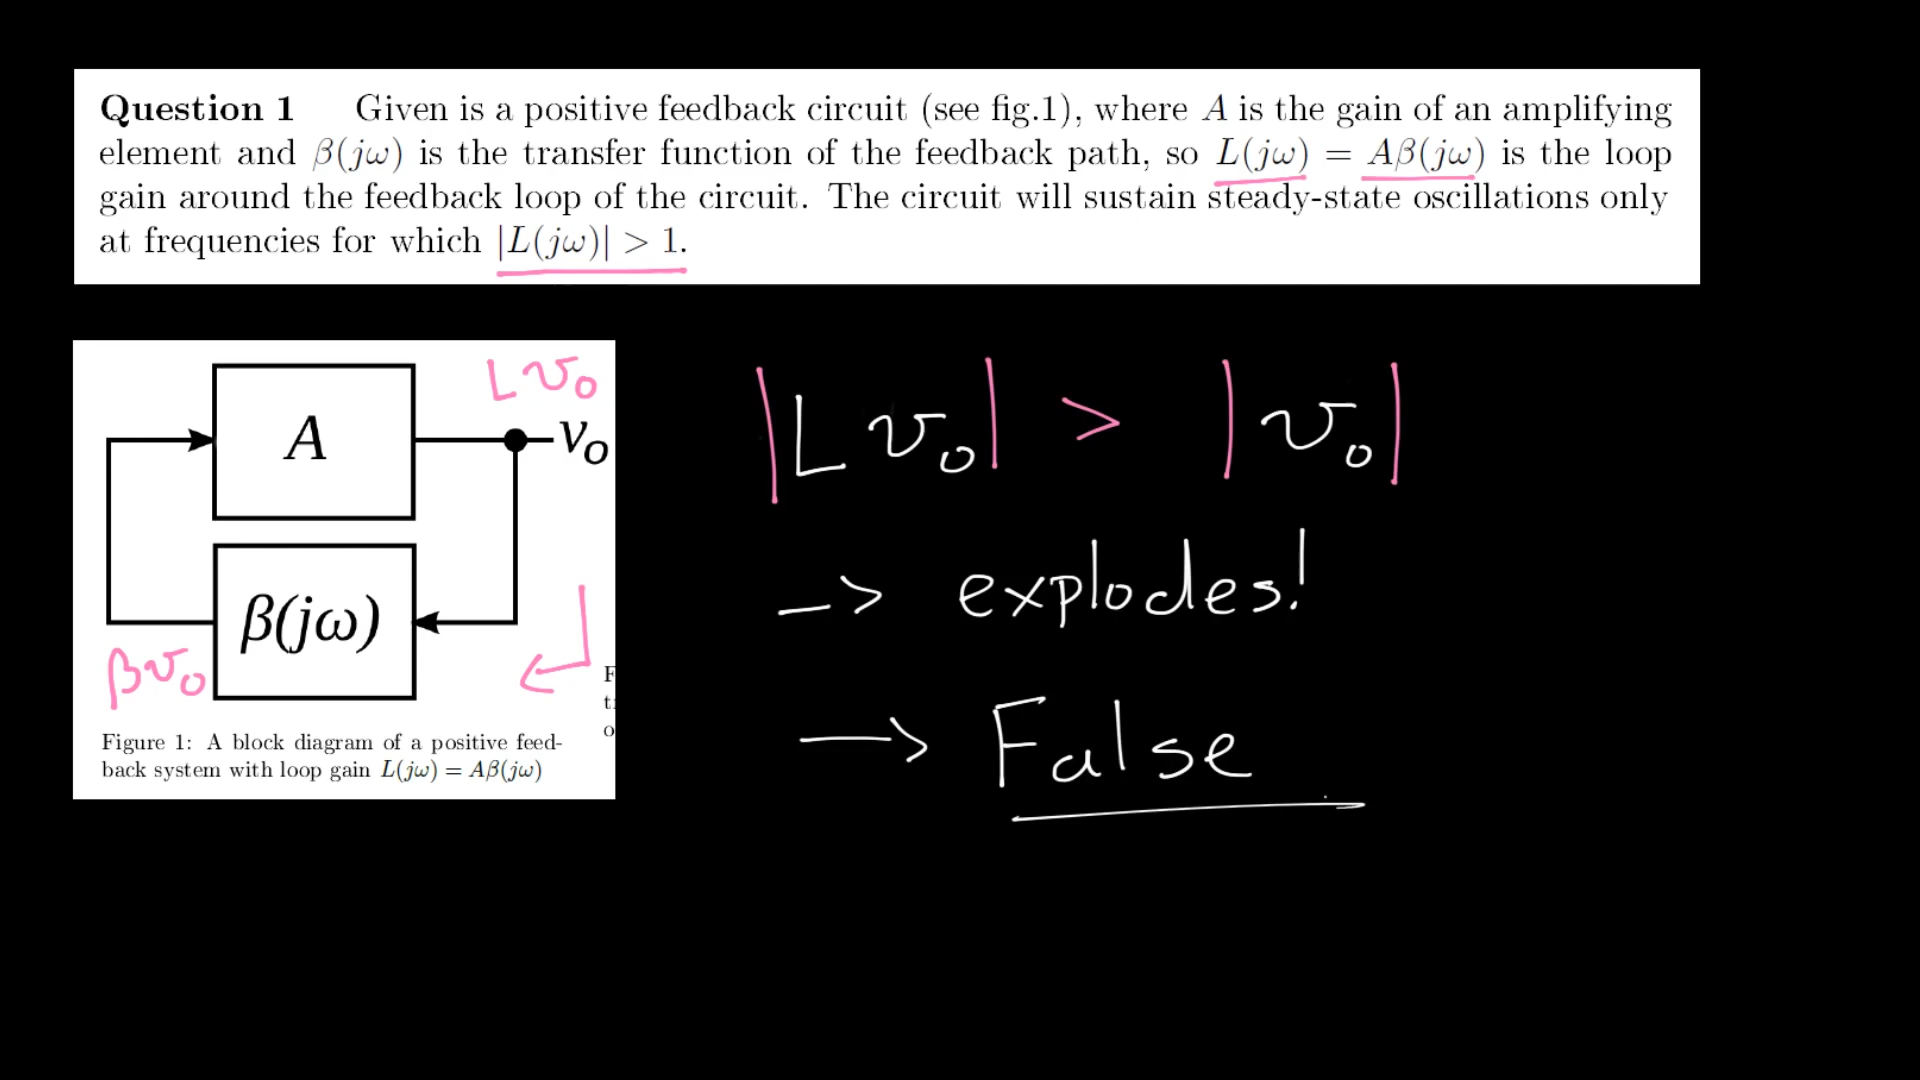 Question 1 Given is a positive feedback circuit (see fig.1), where A is the gain of an amplifying
element and β(jω) is the transfer function of the feedback path, so L(jω) = Aβ(jω) is the loop
gain around the feedback loop of the circuit. The circuit will sustain steady-state oscillations only
at frequencies for which |L(jω)| > 1.
Lv₀
A
vO
β(jω)
βv₀
F
t
o
Figure 1: A block diagram of a positive feed-
back system with loop gain L(jω) = Aβ(jω)
|Lv₀| > |v₀|
-> explodes!
-> False